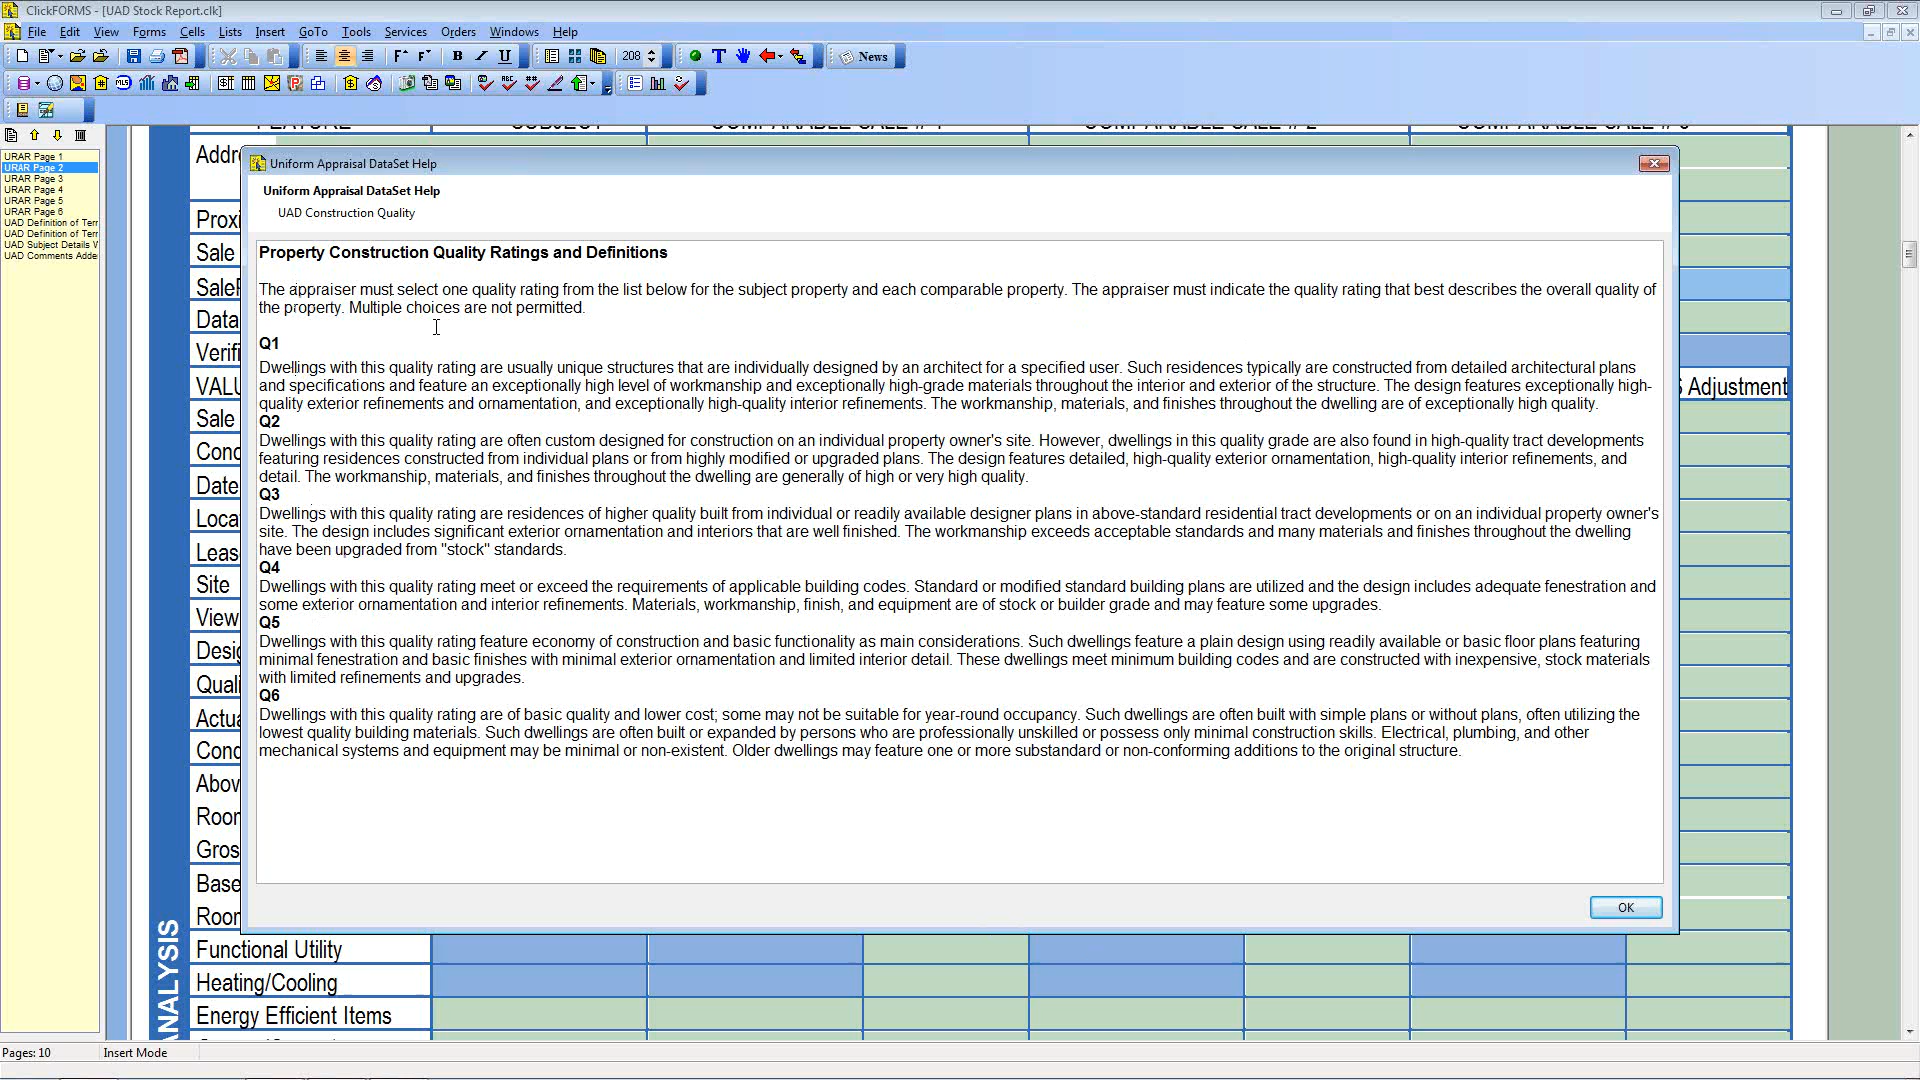 ClickFORMS - [UAD Stock Report.clk]
File Edit View Forms Cells Lists Insert GoTo Tools Services Orders Windows Help
B I U 208 T News
URAR Page 1
URAR Page 2
URAR Page 3
URAR Page 4
URAR Page 5
URAR Page 6
UAD Definition of Terr
UAD Definition of Terr
UAD Subject Details V
UAD Comments Adde
Addre
Proxi
Sale
SaleF
Data
Verifi
VALU
Sale
Conc
Date
Loca
Leas
Site
View
Desig
Quali
Actua
Cond
Abov
Room
Gros
Base
Room
Functional Utility
Heating/Cooling
Energy Efficient Items
NALYSIS
$ Adjustment
Uniform Appraisal DataSet Help
Uniform Appraisal DataSet Help
UAD Construction Quality
Property Construction Quality Ratings and Definitions
The appraiser must select one quality rating from the list below for the subject property and each comparable property. The appraiser must indicate the quality rating that best describes the overall quality of
the property. Multiple choices are not permitted.
Q1
Dwellings with this quality rating are usually unique structures that are individually designed by an architect for a specified user. Such residences typically are constructed from detailed architectural plans
and specifications and feature an exceptionally high level of workmanship and exceptionally high-grade materials throughout the interior and exterior of the structure. The design features exceptionally high-
quality exterior refinements and ornamentation, and exceptionally high-quality interior refinements. The workmanship, materials, and finishes throughout the dwelling are of exceptionally high quality.
Q2
Dwellings with this quality rating are often custom designed for construction on an individual property owner's site. However, dwellings in this quality grade are also found in high-quality tract developments
featuring residences constructed from individual plans or from highly modified or upgraded plans. The design features detailed, high-quality exterior ornamentation, high-quality interior refinements, and
detail. The workmanship, materials, and finishes throughout the dwelling are generally of high or very high quality.
Q3
Dwellings with this quality rating are residences of higher quality built from individual or readily available designer plans in above-standard residential tract developments or on an individual property owner's
site. The design includes significant exterior ornamentation and interiors that are well finished. The workmanship exceeds acceptable standards and many materials and finishes throughout the dwelling
have been upgraded from "stock" standards.
Q4
Dwellings with this quality rating meet or exceed the requirements of applicable building codes. Standard or modified standard building plans are utilized and the design includes adequate fenestration and
some exterior ornamentation and interior refinements. Materials, workmanship, finish, and equipment are of stock or builder grade and may feature some upgrades.
Q5
Dwellings with this quality rating feature economy of construction and basic functionality as main considerations. Such dwellings feature a plain design using readily available or basic floor plans featuring
minimal fenestration and basic finishes with minimal exterior ornamentation and limited interior detail. These dwellings meet minimum building codes and are constructed with inexpensive, stock materials
with limited refinements and upgrades.
Q6
Dwellings with this quality rating are of basic quality and lower cost; some may not be suitable for year-round occupancy. Such dwellings are often built with simple plans or without plans, often utilizing the
lowest quality building materials. Such dwellings are often built or expanded by persons who are professionally unskilled or possess only minimal construction skills. Electrical, plumbing, and other
mechanical systems and equipment may be minimal or non-existent. Older dwellings may feature one or more substandard or non-conforming additions to the original structure.
OK
Pages: 10 Insert Mode